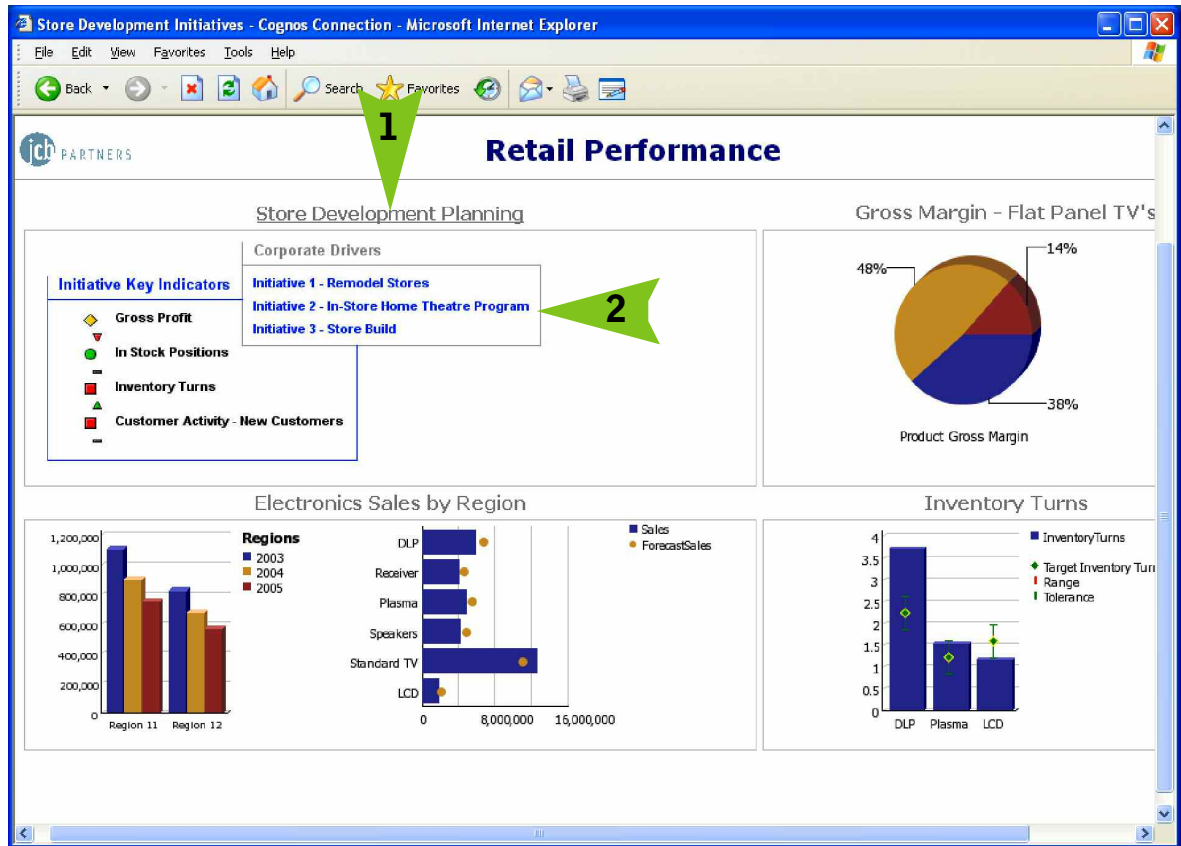 Store Development Initiatives - Cognos Connection - Microsoft Internet Explorer
File Edit View Favorites Tools Help
Back Search Favorites
1
jcb PARTNERS
Retail Performance
Store Development Planning
Gross Margin - Flat Panel TV's
Corporate Drivers
Initiative 1 - Remodel Stores
Initiative 2 - In-Store Home Theatre Program
Initiative 3 - Store Build
2
Initiative Key Indicators
Gross Profit
In Stock Positions
Inventory Turns
Customer Activity - New Customers
14%
48%
38%
Product Gross Margin
Electronics Sales by Region
Inventory Turns
1,200,000
1,000,000
800,000
600,000
400,000
200,000
0
Region 11 Region 12
Regions
2003
2004
2005
DLP
Receiver
Plasma
Speakers
Standard TV
LCD
0 8,000,000 16,000,000
Sales
ForecastSales
4
3.5
3
2.5
2
1.5
1
0.5
0
DLP Plasma LCD
InventoryTurns
Target Inventory Turn
Range
Tolerance